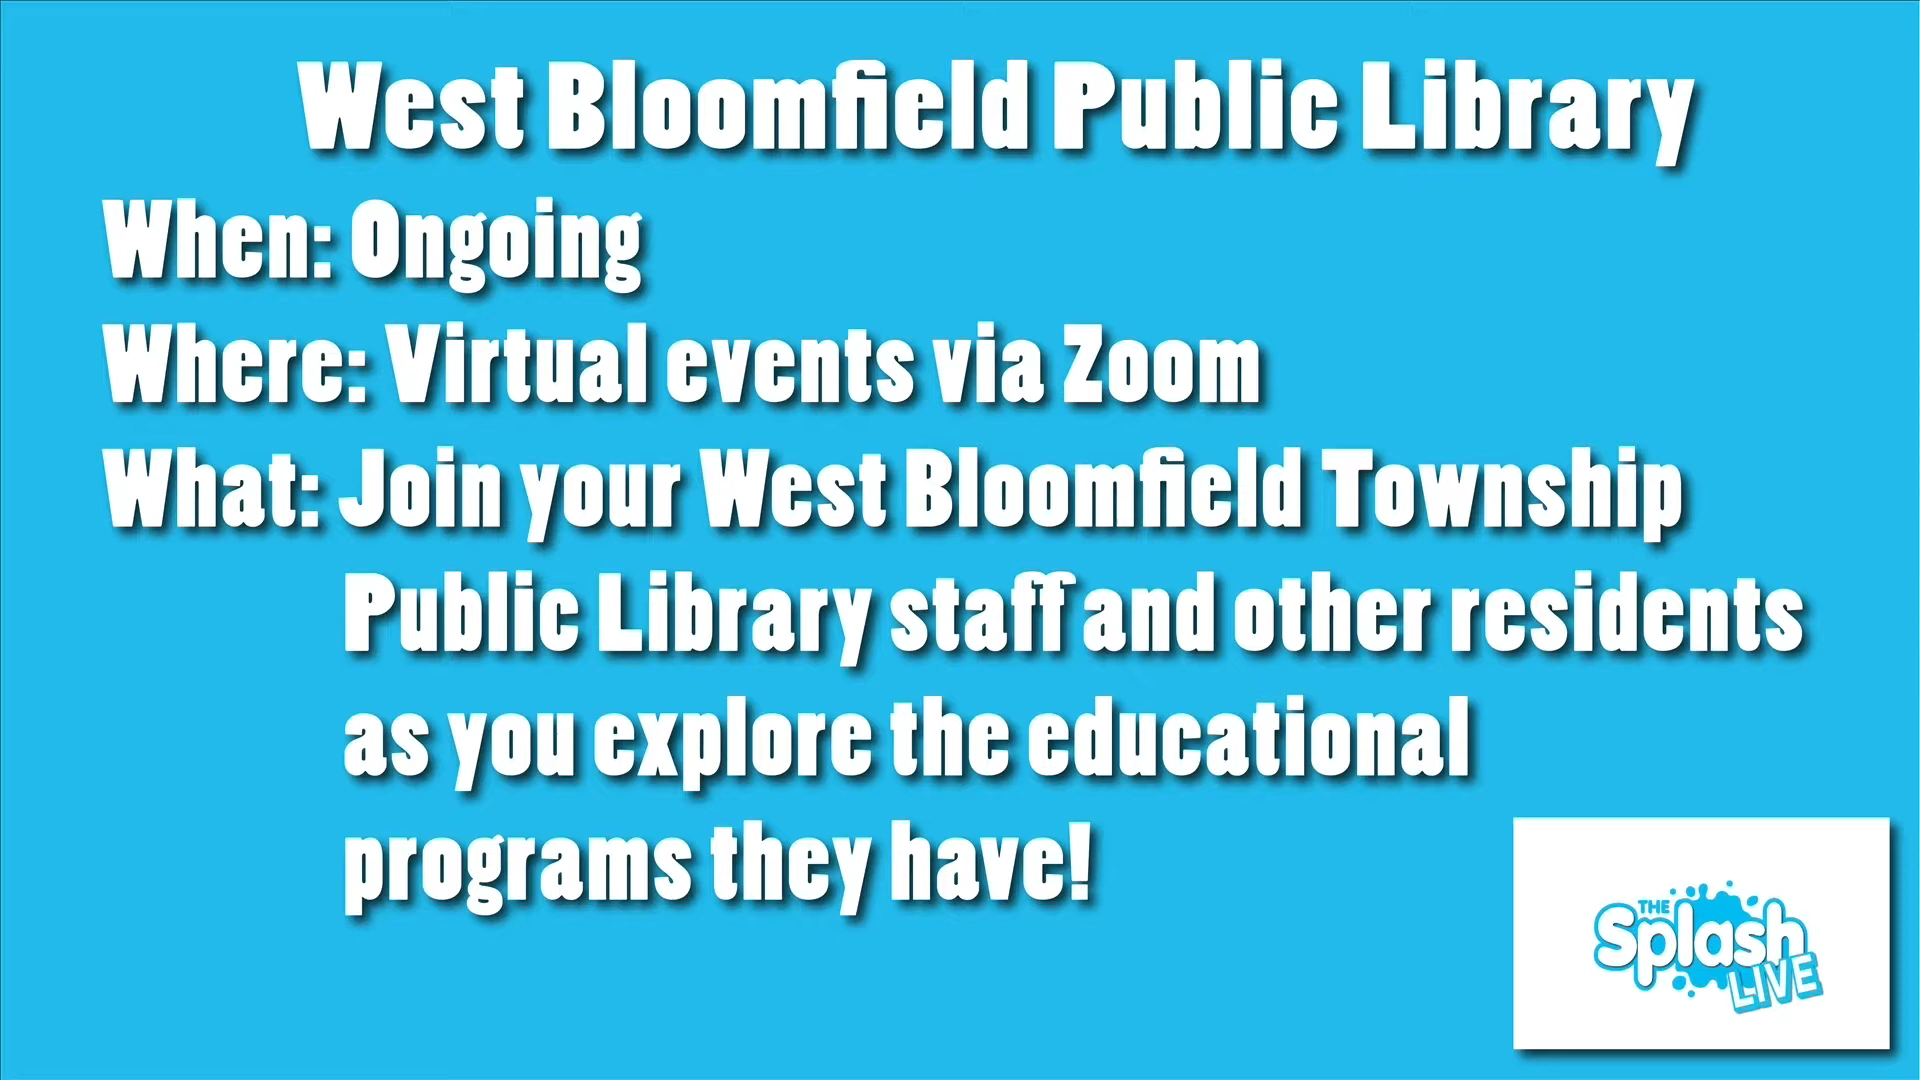 West Bloomfield Public Library
When: Ongoing
Where: Virtual events via Zoom
What: Join your West Bloomfield Township
Public Library staff and other residents
as you explore the educational
programs they have!
THE
Splash
LIVE